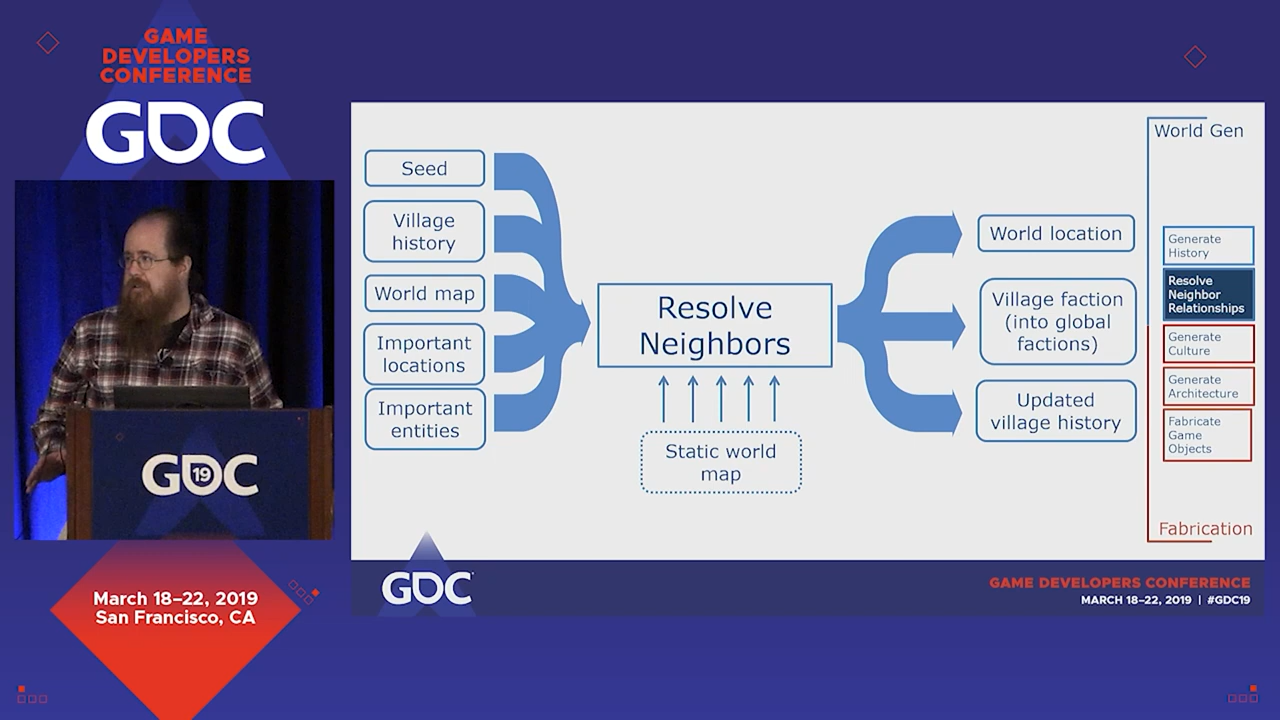 GAME
DEVELOPERS
CONFERENCE
GDC
Seed
Village
history
World map
Important
locations
Important
entities
Resolve
Neighbors
Static world
map
World location
Village faction
(into global
factions)
Updated
village history
World Gen
Generate
History
Resolve
Neighbor
Relationships
Generate
Culture
Generate
Architecture
Fabricate
Game
Objects
Fabrication
GDC
19
March 18–22, 2019
San Francisco, CA
GDC
GAME DEVELOPERS CONFERENCE
MARCH 18–22, 2019 | #GDC19